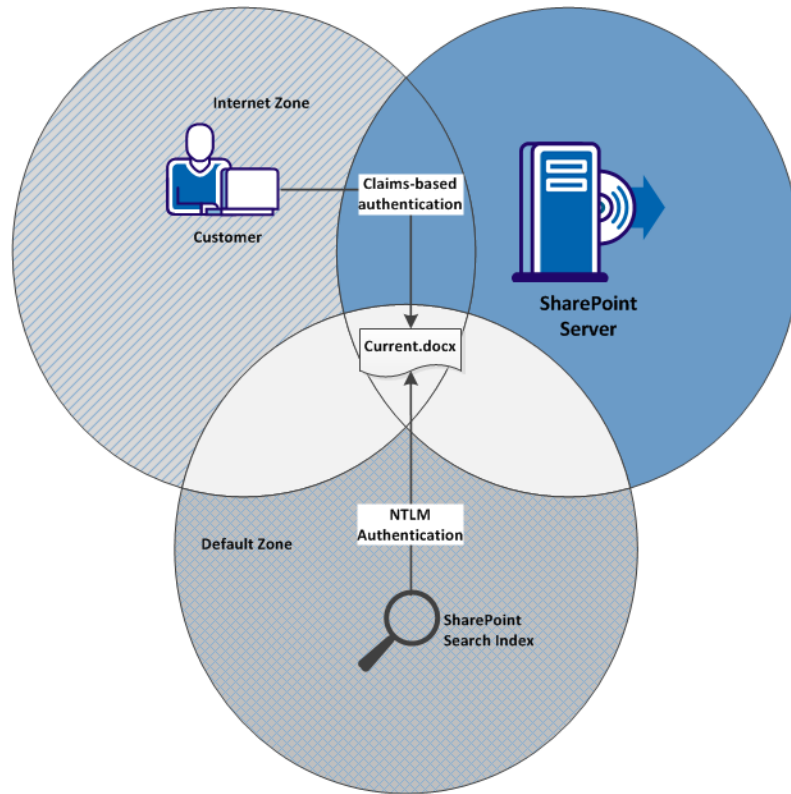 Internet Zone
Claims-based
authentication
Customer
SharePoint
Server
Current.docx
NTLM
Authentication
Default Zone
SharePoint
Search Index